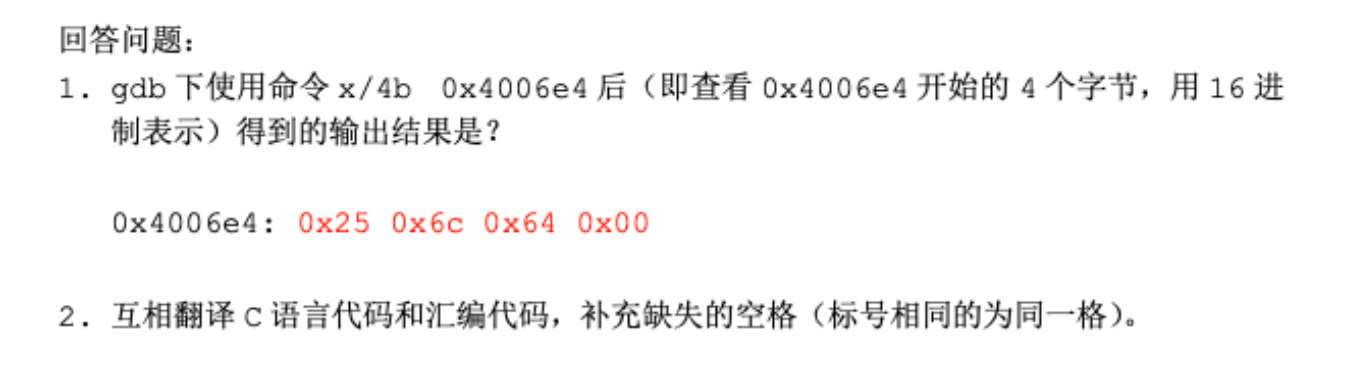 回答问题：
1. gdb 下使用命令 x/4b 0x4006e4 后（即查看 0x4006e4 开始的 4 个字节，用 16 进
制表示）得到的输出结果是？
0x4006e4: 0x25 0x6c 0x64 0x00
2. 互相翻译 C 语言代码和汇编代码，补充缺失的空格（标号相同的为同一格）。